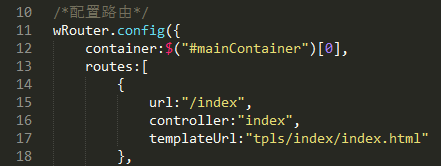 10 /*配置路由*/
11 wRouter.config({
12     container:$("#mainContainer")[0],
13     routes:[
14         {
15             url:"/index",
16             controller:"index",
17             templateUrl:"tpls/index/index.html"
18         },